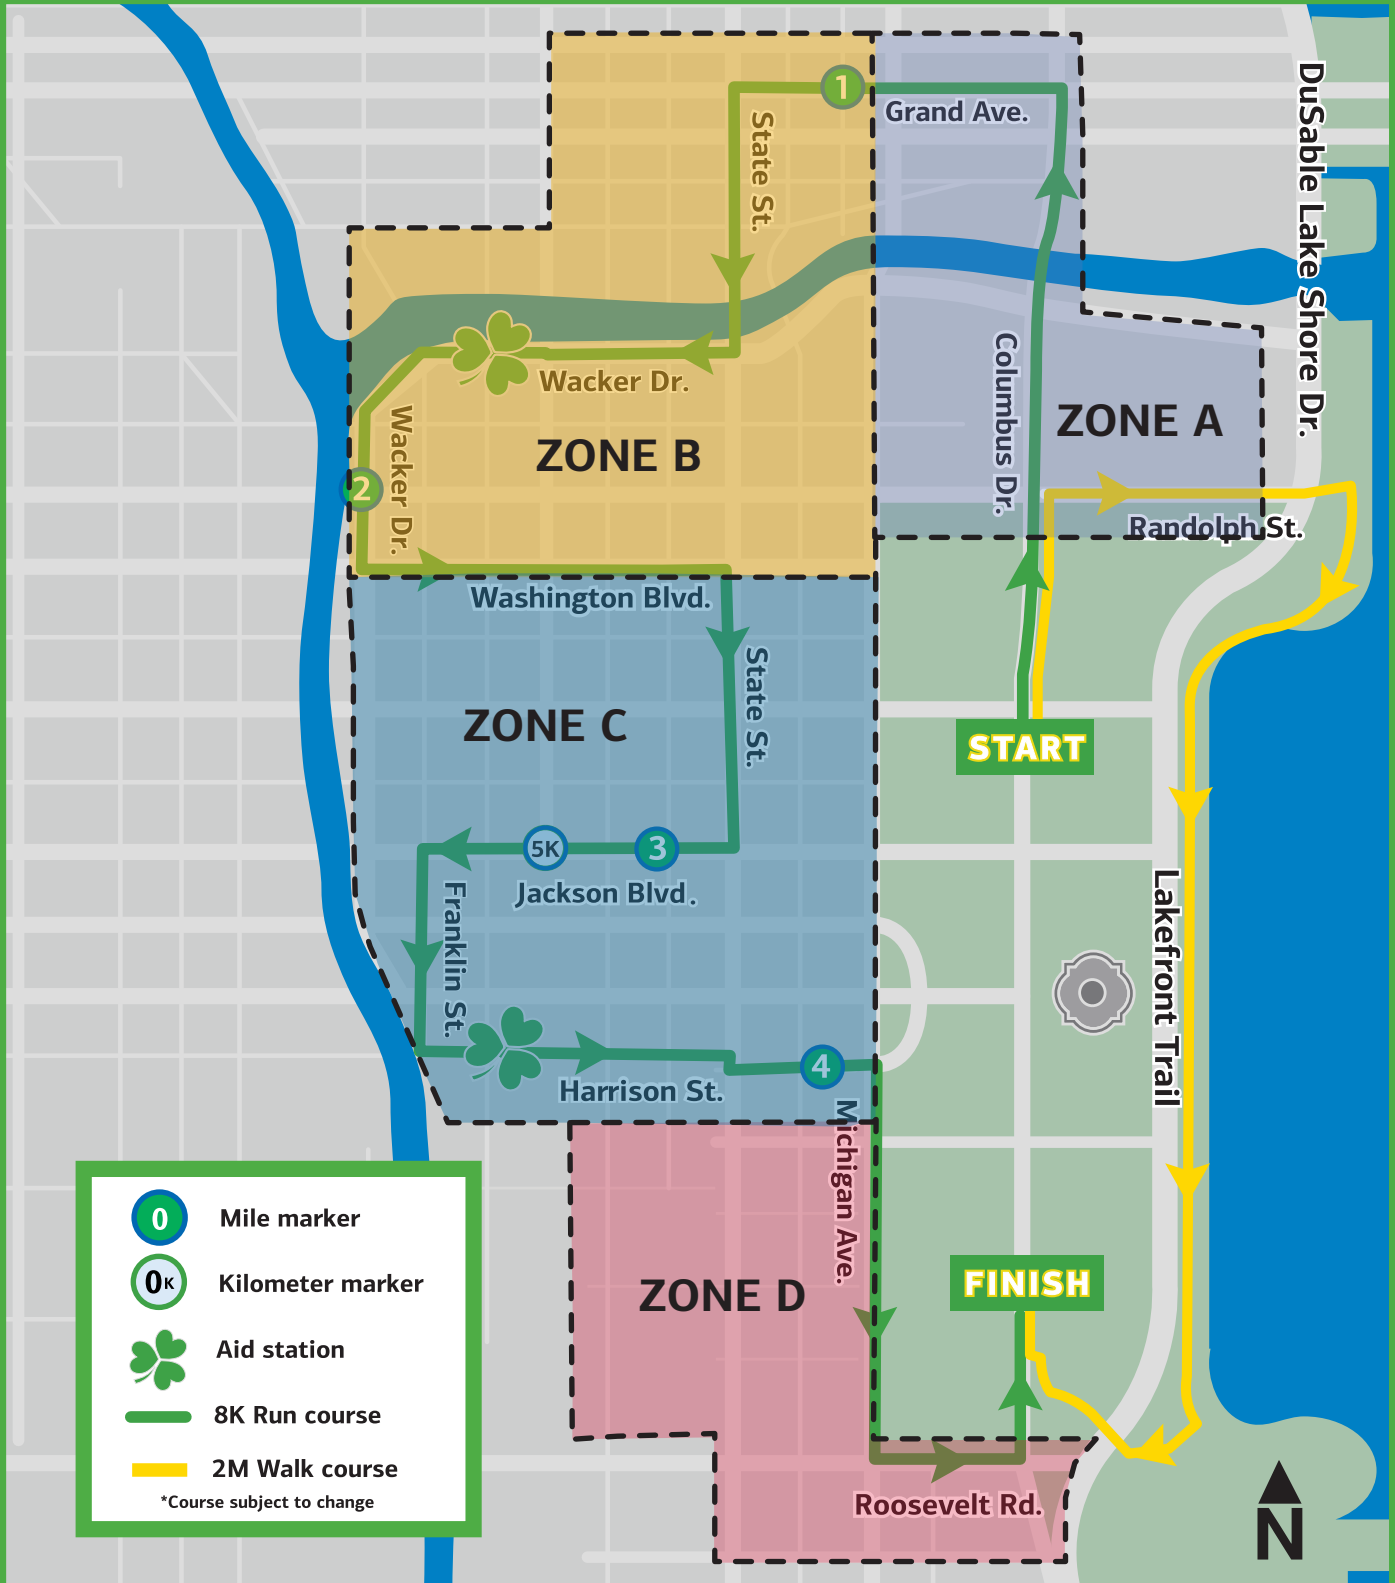 1
Grand Ave.
State St.
DuSable Lake Shore Dr.
Wacker Dr.
Columbus Dr.
ZONE A
ZONE B
Wacker Dr.
2
Randolph St.
Washington Blvd.
State St.
ZONE C
START
5K
3
Jackson Blvd.
Franklin St.
Lakefront Trail
4
Harrison St.
Michigan Ave.
ZONE D
FINISH
Roosevelt Rd.
N
0 Mile marker
0K Kilometer marker
Aid station
8K Run course
2M Walk course
*Course subject to change